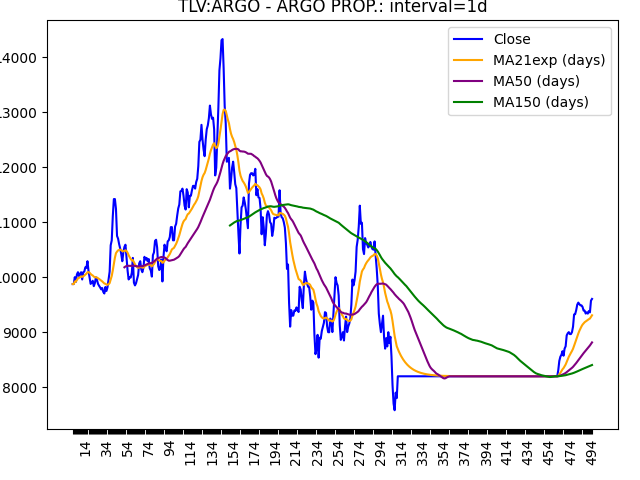 TLV:ARGO - ARGO PROP.: interval=1d
Close
MA21exp (days)
MA50 (days)
MA150 (days)
14000
13000
12000
11000
10000
9000
8000
14 34 54 74 94 114 134 154 174 194 214 234 254 274 294 314 334 354 374 394 414 434 454 474 494